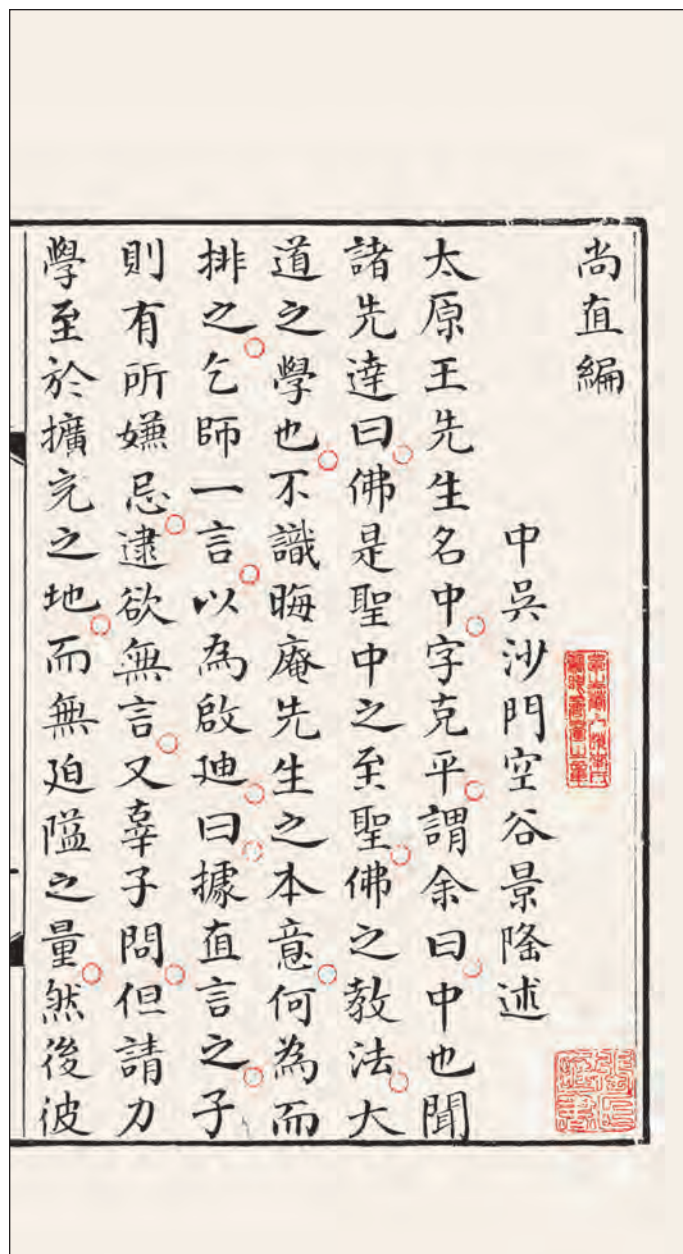 尚直編
中吳沙門空谷景隆述
太原王先生名中字克平謂余曰中也聞
諸先達曰佛是聖中之至聖佛之教法大
道之學也不識晦庵先生之本意何為而
排之乞師一言以為啟廸曰據直言之子
則有所嫌忌逮欲無言又辜子問但請力
學至於擴充之地而無廹隘之量然後彼